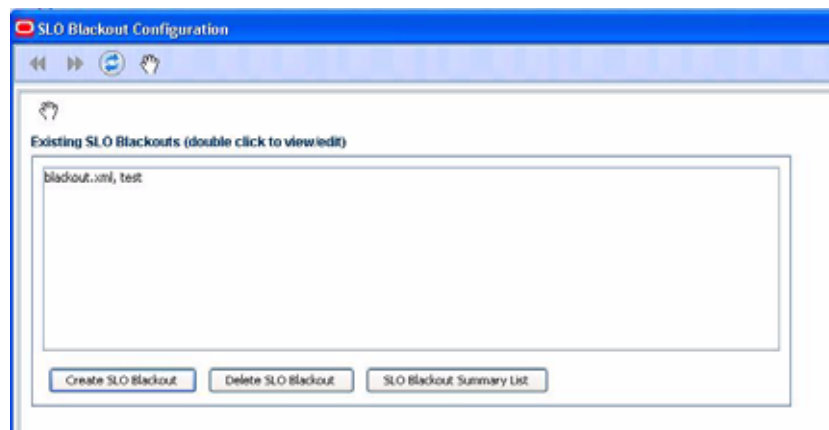 SLO Blackout Configuration
Existing SLO Blackouts (double click to view/edit)
blackout.xml, test
Create SLO Blackout Delete SLO Blackout SLO Blackout Summary List